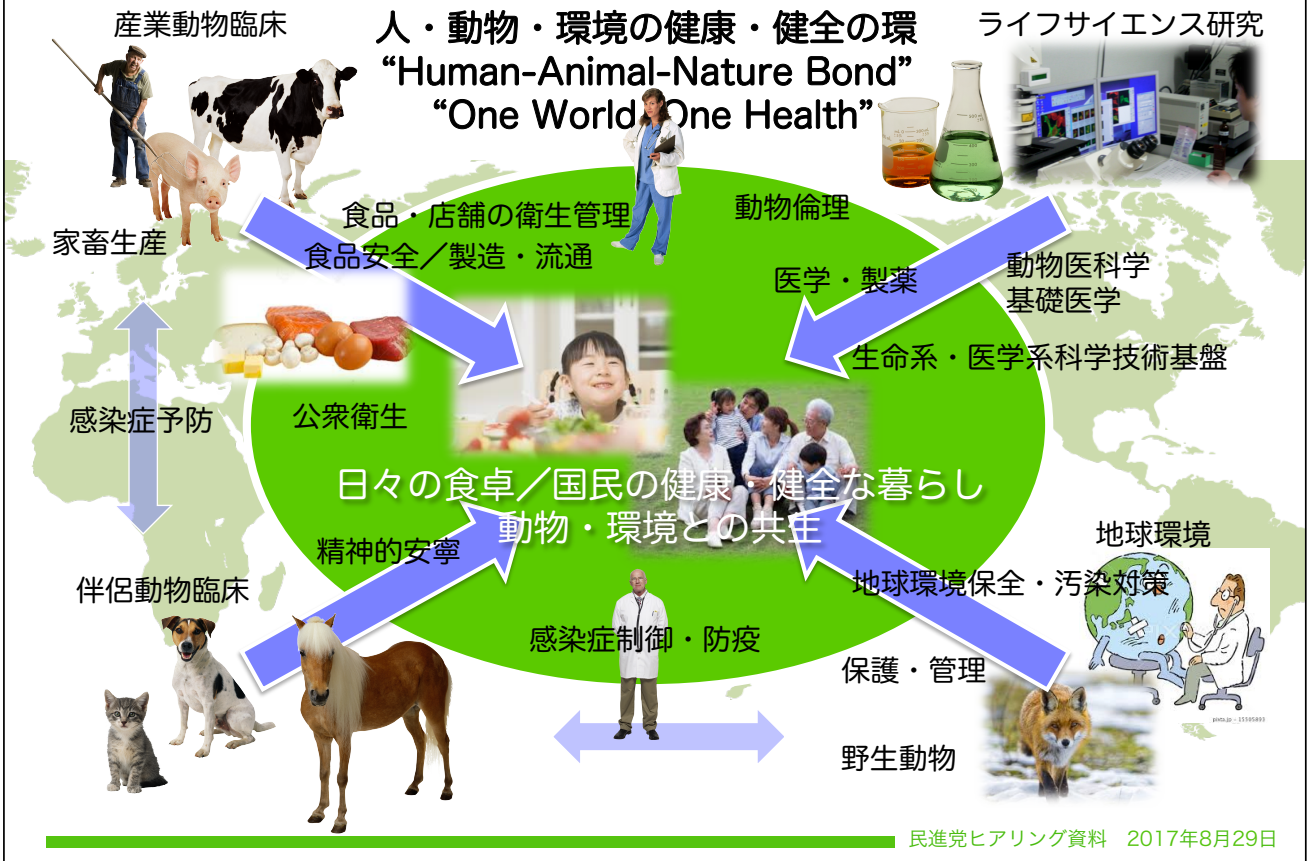 産業動物臨床
人・動物・環境の健康・健全の環
“Human-Animal-Nature Bond”
“One World, One Health”
ライフサイエンス研究
食品・店舗の衛生管理
動物倫理
家畜生産
食品安全／製造・流通
医学・製薬
動物医科学
基礎医学
生命系・医学系科学技術基盤
感染症予防
公衆衛生
日々の食卓／国民の健康・健全な暮らし
動物・環境との共生
精神的安寧
地球環境
伴侶動物臨床
地球環境保全・汚染対策
感染症制御・防疫
保護・管理
pixta.jp - 15505893
野生動物
民進党ヒアリング資料　2017年8月29日